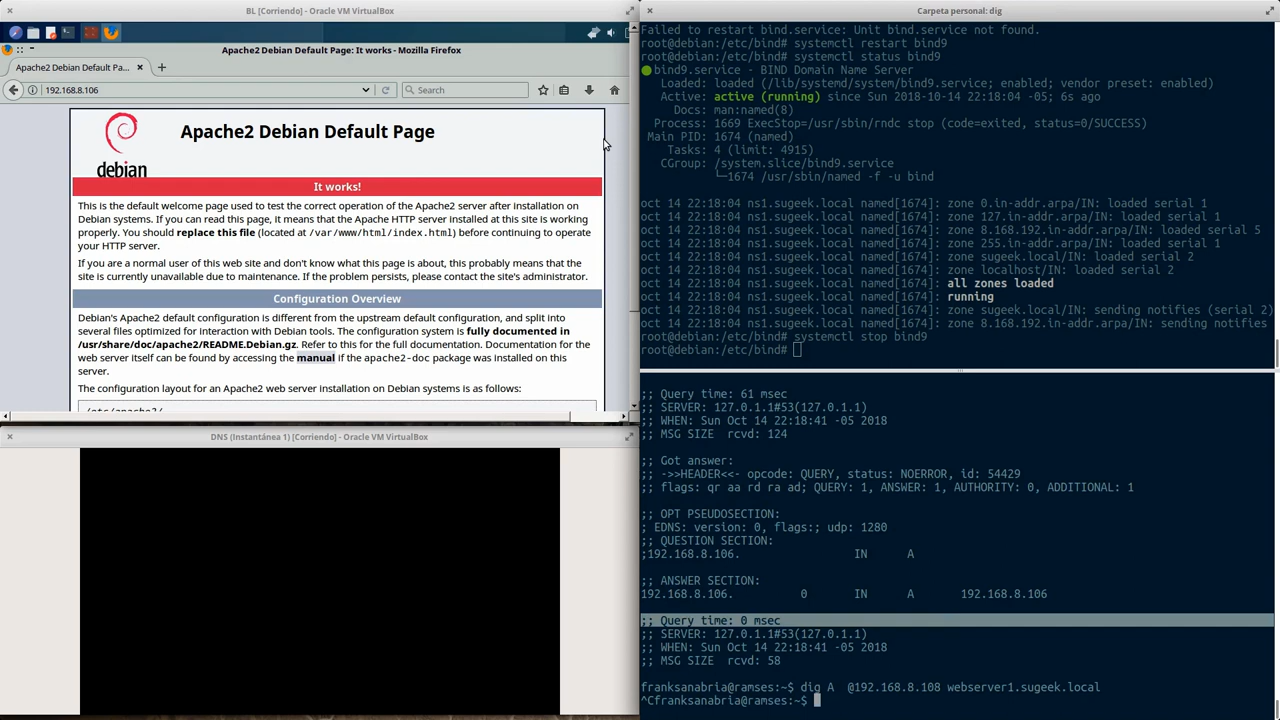 BL [Corriendo] - Oracle VM VirtualBox
Apache2 Debian Default Page: It works - Mozilla Firefox
Apache2 Debian Default Pa...
192.168.8.106
Search
Apache2 Debian Default Page
debian
It works!
This is the default welcome page used to test the correct operation of the Apache2 server after installation on
Debian systems. If you can read this page, it means that the Apache HTTP server installed at this site is working
properly. You should replace this file (located at /var/www/html/index.html) before continuing to operate
your HTTP server.
If you are a normal user of this web site and don't know what this page is about, this probably means that the
site is currently unavailable due to maintenance. If the problem persists, please contact the site's administrator.
Configuration Overview
Debian's Apache2 default configuration is different from the upstream default configuration, and split into
several files optimized for interaction with Debian tools. The configuration system is fully documented in
/usr/share/doc/apache2/README.Debian.gz. Refer to this for the full documentation. Documentation for the
web server itself can be found by accessing the manual if the apache2-doc package was installed on this
server.
The configuration layout for an Apache2 web server installation on Debian systems is as follows:
/etc/apache2/
DNS (Instantánea 1) [Corriendo] - Oracle VM VirtualBox
Carpeta personal: dig
Failed to restart bind.service: Unit bind.service not found.
root@debian:/etc/bind# systemctl restart bind9
root@debian:/etc/bind# systemctl status bind9
● bind9.service - BIND Domain Name Server
Loaded: loaded (/lib/systemd/system/bind9.service; enabled; vendor preset: enabled)
Active: active (running) since Sun 2018-10-14 22:18:04 -05; 6s ago
Docs: man:named(8)
Process: 1669 ExecStop=/usr/sbin/rndc stop (code=exited, status=0/SUCCESS)
Main PID: 1674 (named)
Tasks: 4 (limit: 4915)
CGroup: /system.slice/bind9.service
└─1674 /usr/sbin/named -f -u bind
oct 14 22:18:04 ns1.sugeek.local named[1674]: zone 0.in-addr.arpa/IN: loaded serial 1
oct 14 22:18:04 ns1.sugeek.local named[1674]: zone 127.in-addr.arpa/IN: loaded serial 1
oct 14 22:18:04 ns1.sugeek.local named[1674]: zone 8.168.192.in-addr.arpa/IN: loaded serial 5
oct 14 22:18:04 ns1.sugeek.local named[1674]: zone 255.in-addr.arpa/IN: loaded serial 1
oct 14 22:18:04 ns1.sugeek.local named[1674]: zone sugeek.local/IN: loaded serial 2
oct 14 22:18:04 ns1.sugeek.local named[1674]: zone localhost/IN: loaded serial 2
oct 14 22:18:04 ns1.sugeek.local named[1674]: all zones loaded
oct 14 22:18:04 ns1.sugeek.local named[1674]: running
oct 14 22:18:04 ns1.sugeek.local named[1674]: zone sugeek.local/IN: sending notifies (serial 2)
oct 14 22:18:04 ns1.sugeek.local named[1674]: zone 8.168.192.in-addr.arpa/IN: sending notifies
root@debian:/etc/bind# systemctl stop bind9
root@debian:/etc/bind#
;; Query time: 61 msec
;; SERVER: 127.0.1.1#53(127.0.1.1)
;; WHEN: Sun Oct 14 22:18:41 -05 2018
;; MSG SIZE rcvd: 124
;; Got answer:
;; ->>HEADER<<- opcode: QUERY, status: NOERROR, id: 54429
;; flags: qr aa rd ra ad; QUERY: 1, ANSWER: 1, AUTHORITY: 0, ADDITIONAL: 1
;; OPT PSEUDOSECTION:
; EDNS: version: 0, flags:; udp: 1280
;; QUESTION SECTION:
;192.168.8.106. IN A
;; ANSWER SECTION:
192.168.8.106. 0 IN A 192.168.8.106
;; Query time: 0 msec
;; SERVER: 127.0.1.1#53(127.0.1.1)
;; WHEN: Sun Oct 14 22:18:41 -05 2018
;; MSG SIZE rcvd: 58
franksanabria@ramses:~$ dig A @192.168.8.108 webserver1.sugeek.local
^Cfranksanabria@ramses:~$